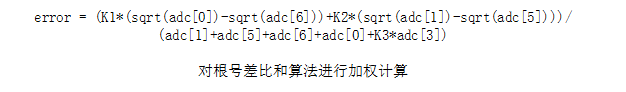 error = (K1*(sqrt(adc[0])-sqrt(adc[6]))+K2*(sqrt(adc[1])-sqrt(adc[5])))/
(adc[1]+adc[5]+adc[6]+adc[0]+K3*adc[3])
对根号差比和算法进行加权计算